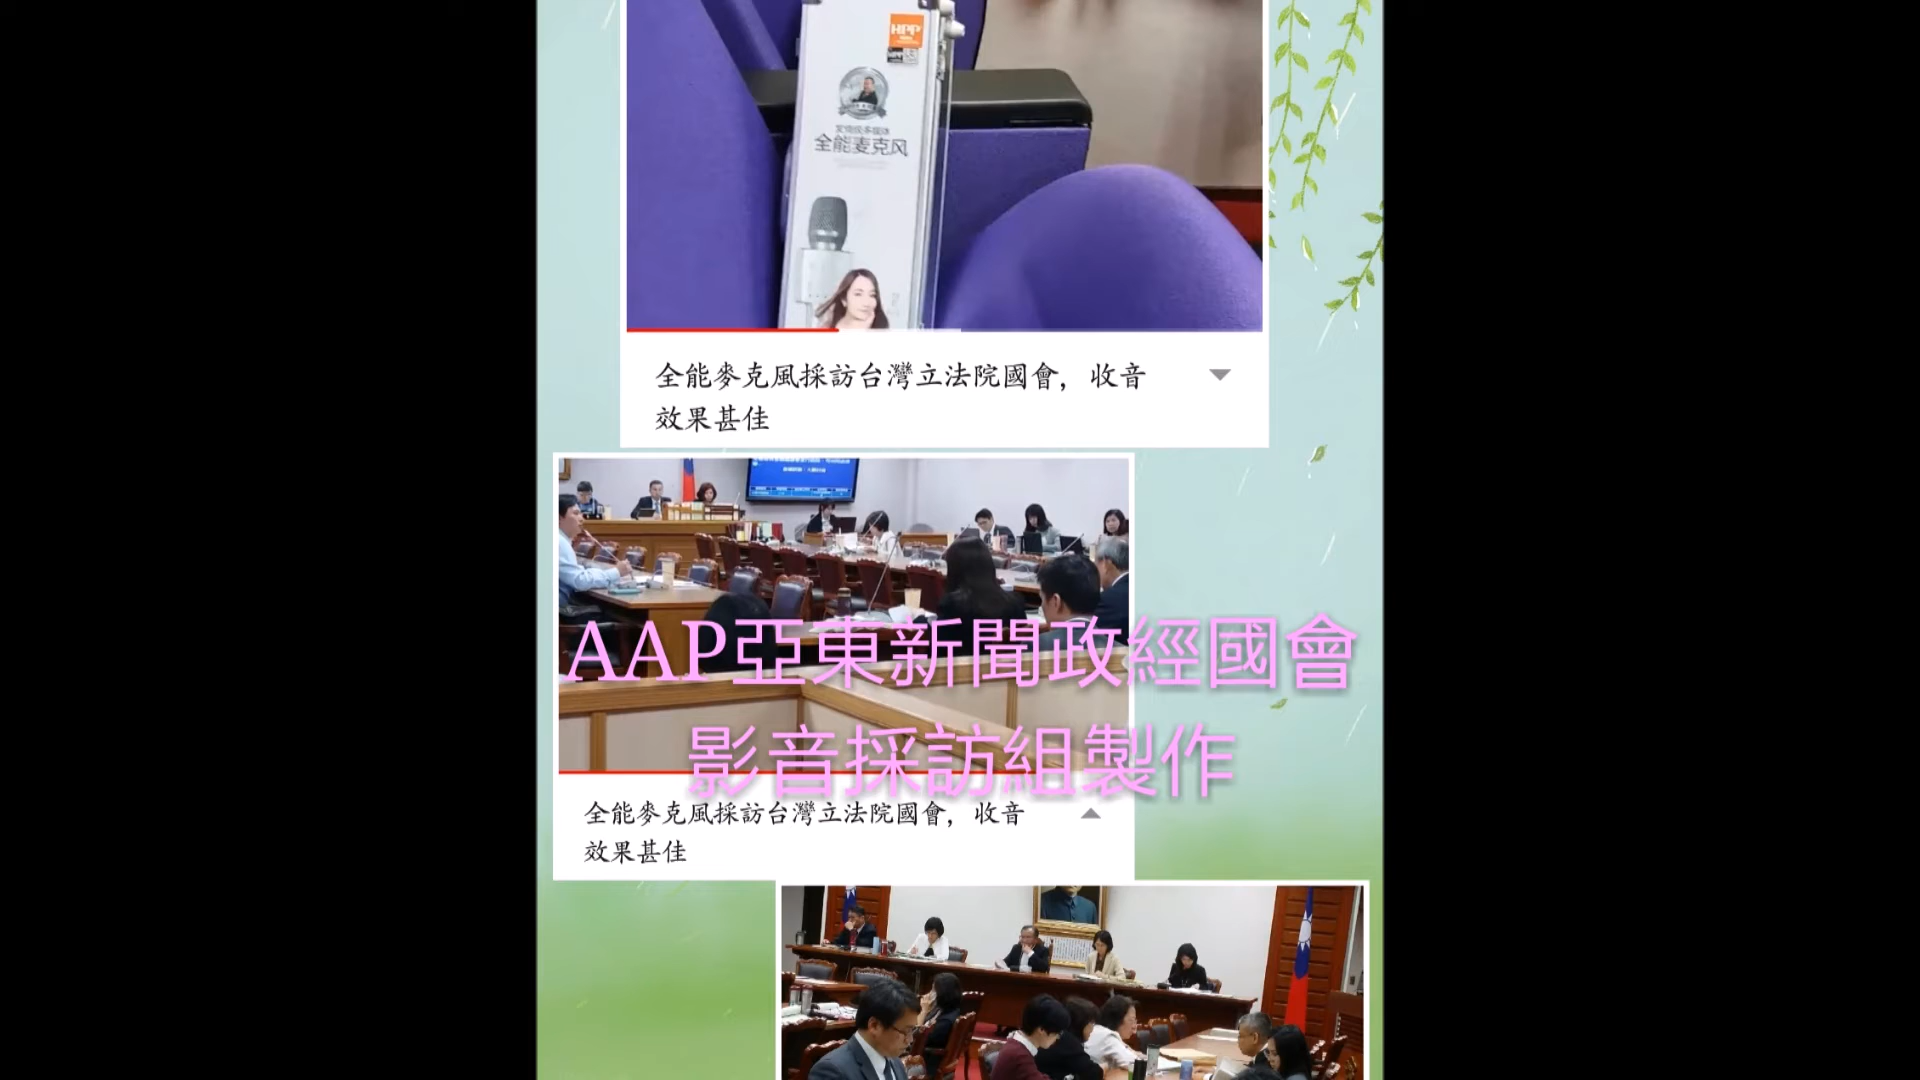 HPP
全能麦克风
全能麥克風採訪台灣立法院國會，收音
效果甚佳
AAP亞東新聞政經國會
影音採訪組製作
全能麥克風採訪台灣立法院國會，收音
效果甚佳